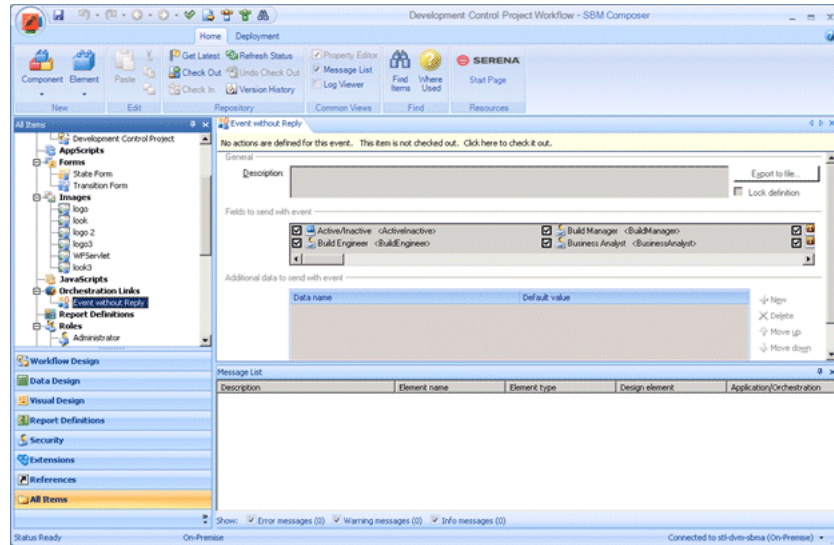 Development Control Project Workflow - SBM Composer
Home Deployment
Component Element Paste Get Latest Refresh Status Property Editor Find Items Where Used SERENA
Check Out Undo Check Out Message List Start Page
Check In Version History Log Viewer
New Edit Repository Common Views Find Resources
All Items
Development Control Project
AppScripts
Forms
State Form
Transition Form
Images
logo
look
logo 2
logo3
WFServlet
look3
JavaScripts
Orchestration Links
Event without Reply
Report Definitions
Roles
Administrator
Workflow Design
Data Design
Visual Design
Report Definitions
Security
Extensions
References
All Items
Event without Reply
No actions are defined for this event. This item is not checked out. Click here to check it out.
General
Description: Export to file...
Lock definition
Fields to send with event
Active/Inactive <ActiveInactive> Build Manager <BuildManager>
Build Engineer <BuildEngineer> Business Analyst <BusinessAnalyst>
Additional data to send with event
Data name Default value New
Delete
Move up
Move down
Message List
Description Element name Element type Design element Application/Orchestration
Show: Error messages (0) Warning messages (0) Info messages (0)
Status Ready On-Premise Connected to stl-dvm-sbma (On-Premise)